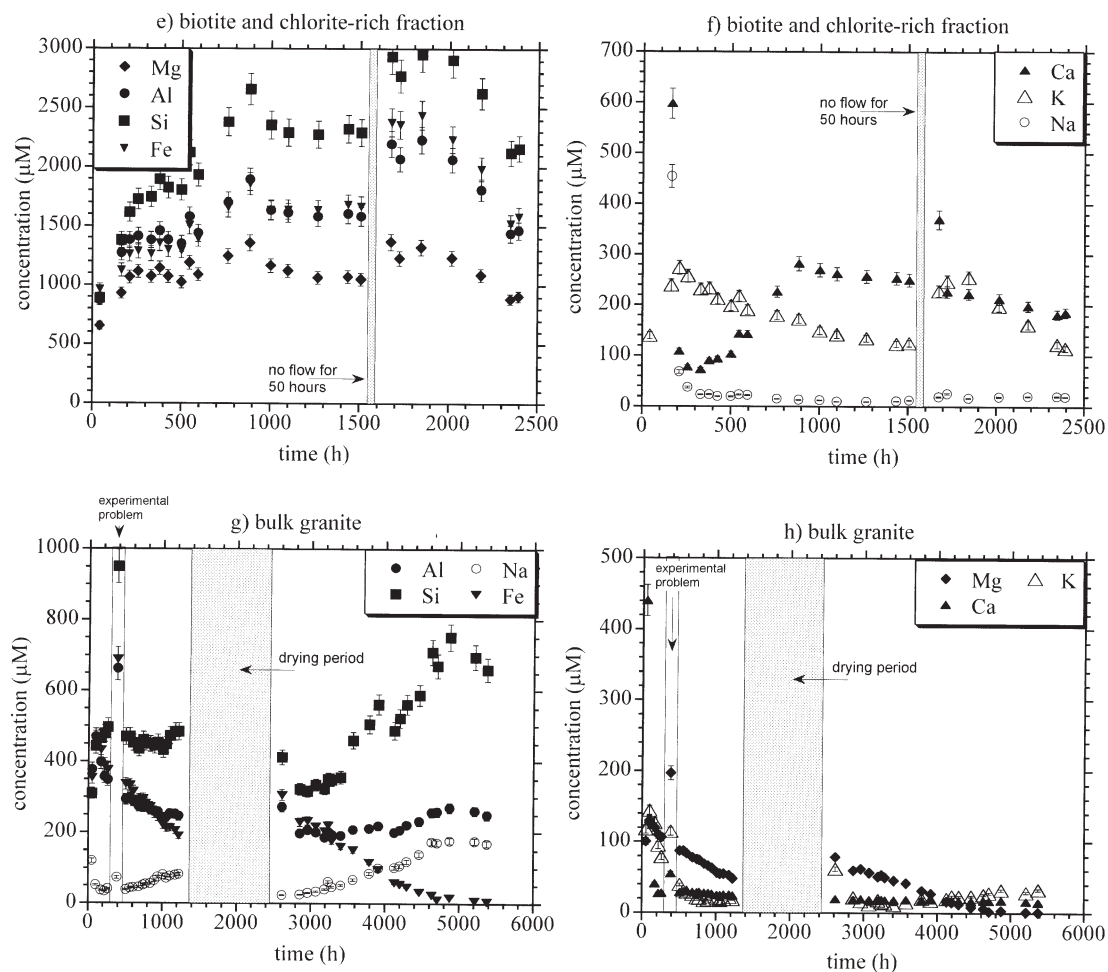 e) biotite and chlorite-rich fraction
3000
2500
2000
1500
1000
500
0
concentration (μM)
Mg
Al
Si
Fe
no flow for
50 hours
0 500 1000 1500 2000 2500
time (h)
f) biotite and chlorite-rich fraction
700
600
500
400
300
200
100
0
concentration (μM)
Ca
K
Na
no flow for
50 hours
0 500 1000 1500 2000 2500
time (h)
experimental
problem
g) bulk granite
1000
800
600
400
200
0
concentration (μM)
Al Na
Si Fe
drying period
0 1000 2000 3000 4000 5000 6000
time (h)
h) bulk granite
500
400
300
200
100
0
concentration (μM)
experimental
problem
Mg K
Ca
drying period
0 1000 2000 3000 4000 5000 6000
time (h)